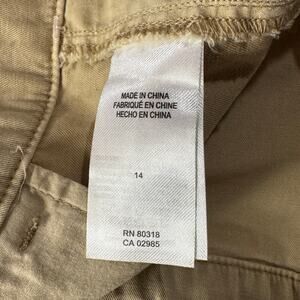 MADE IN CHINA
FABRIQUÉ EN CHINE
HECHO EN CHINA
14
RN 80318
CA 02985